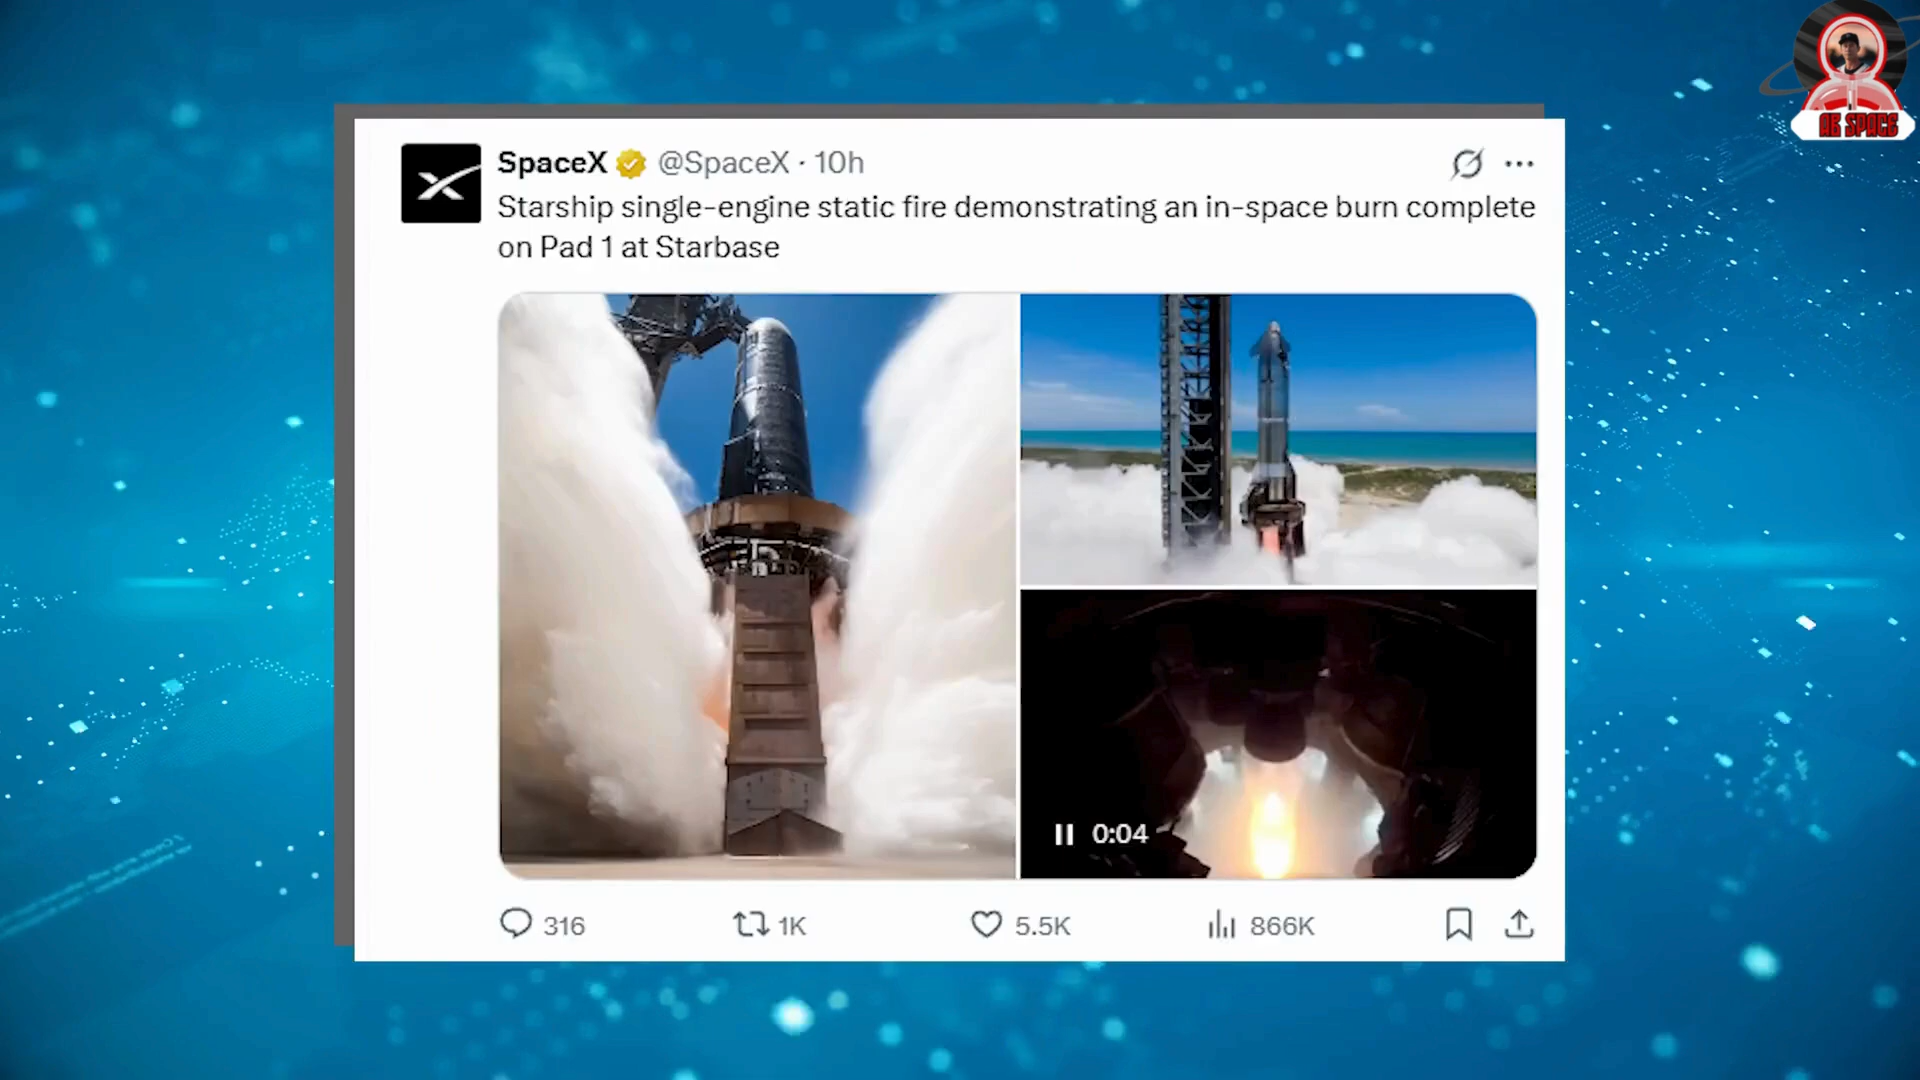 AB SPACE
SpaceX @SpaceX · 10h
Starship single-engine static fire demonstrating an in-space burn complete
on Pad 1 at Starbase
0:04
316 1K 5.5K 866K